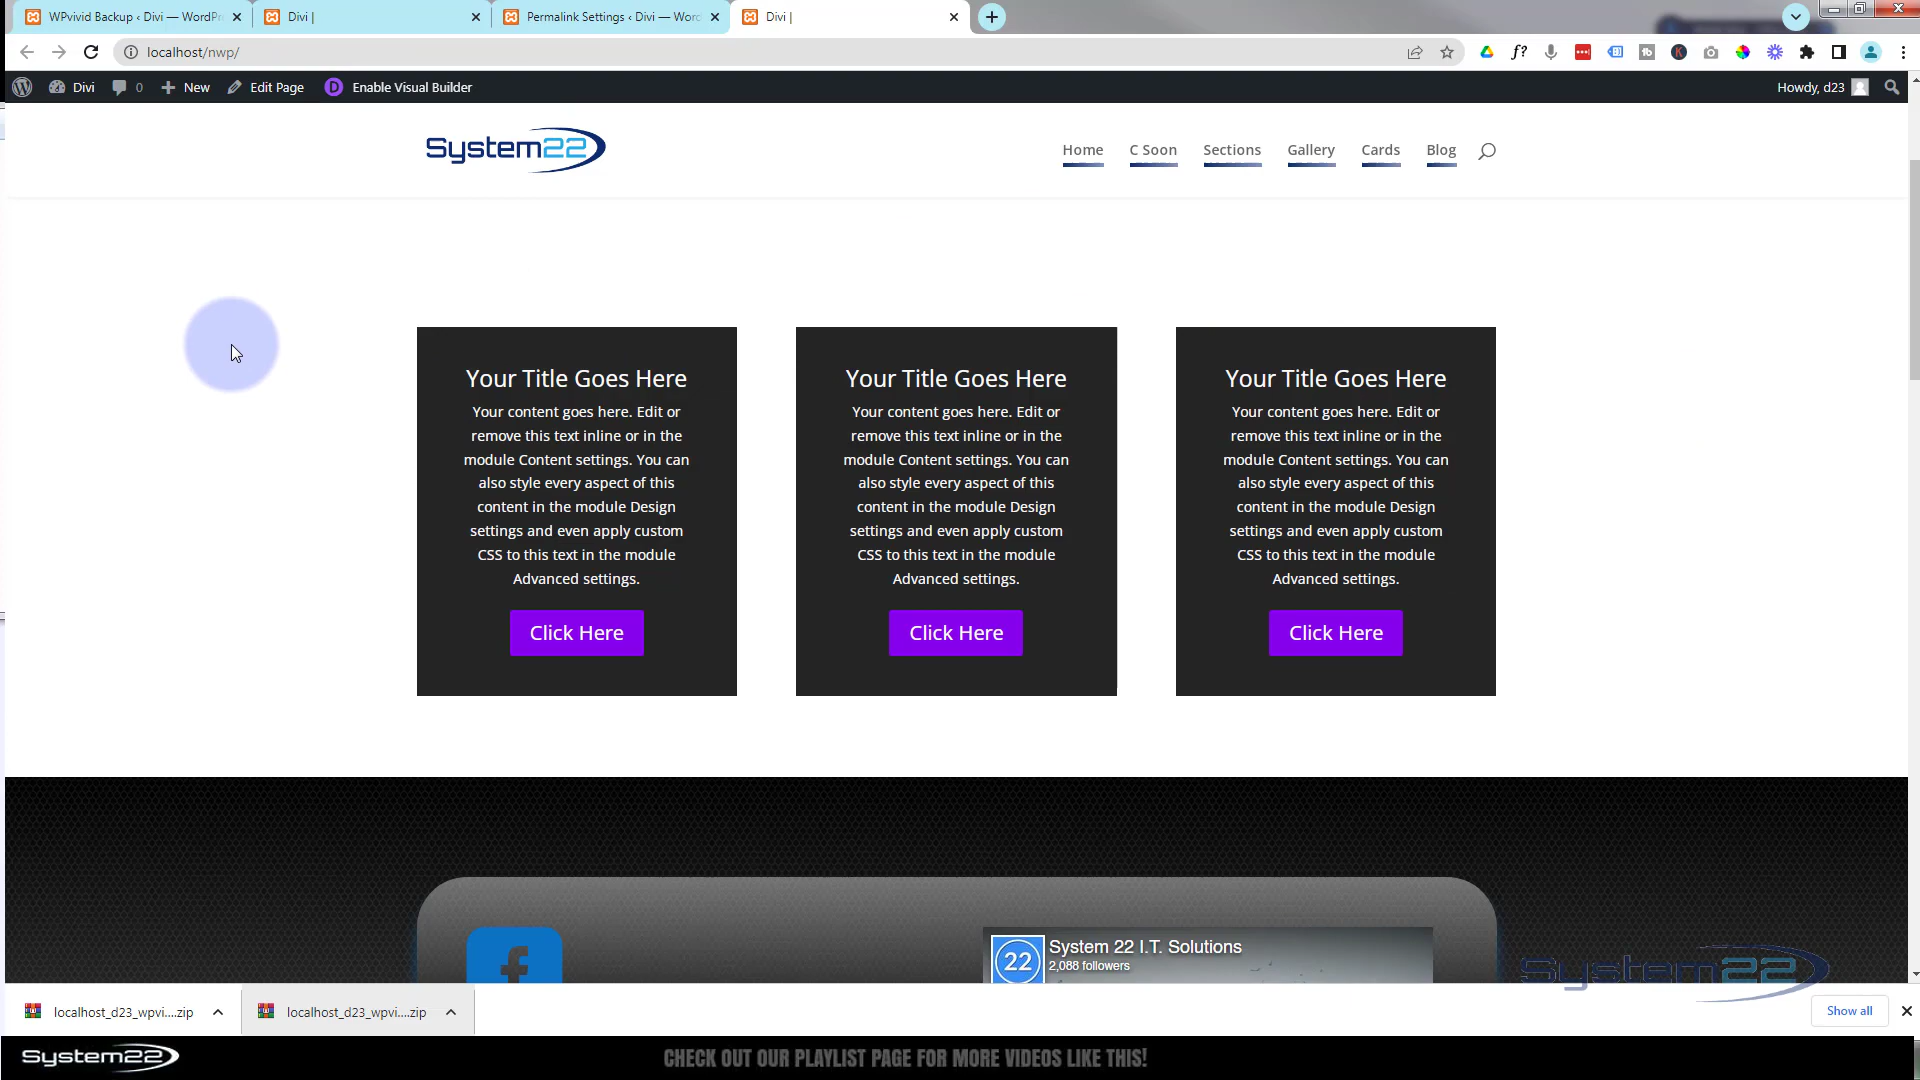 WPvivid Backup ‹ Divi — WordPr
Divi |
Permalink Settings ‹ Divi — Word
Divi |
localhost/nwp/
Divi
0
New
Edit Page
Enable Visual Builder
Howdy, d23
System22
Home
C Soon
Sections
Gallery
Cards
Blog
Your Title Goes Here
Your content goes here. Edit or
remove this text inline or in the
module Content settings. You can
also style every aspect of this
content in the module Design
settings and even apply custom
CSS to this text in the module
Advanced settings.
Click Here
Your Title Goes Here
Your content goes here. Edit or
remove this text inline or in the
module Content settings. You can
also style every aspect of this
content in the module Design
settings and even apply custom
CSS to this text in the module
Advanced settings.
Click Here
Your Title Goes Here
Your content goes here. Edit or
remove this text inline or in the
module Content settings. You can
also style every aspect of this
content in the module Design
settings and even apply custom
CSS to this text in the module
Advanced settings.
Click Here
22
System 22 I.T. Solutions
2,088 followers
System22
localhost_d23_wpvi....zip
localhost_d23_wpvi....zip
Show all
System22
CHECK OUT OUR PLAYLIST PAGE FOR MORE VIDEOS LIKE THIS!